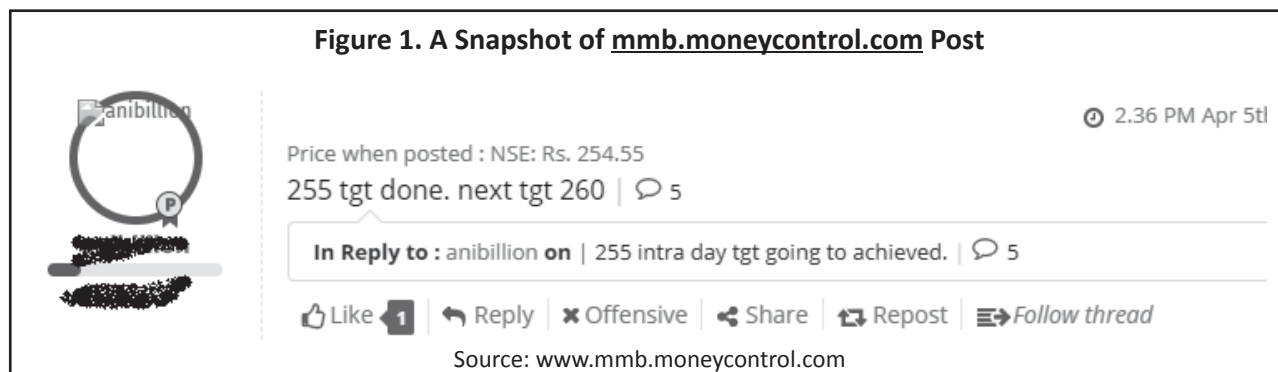 Figure 1. A Snapshot of mmb.moneycontrol.com Post
anibillion
2.36 PM Apr 5th
Price when posted : NSE: Rs. 254.55
P
255 tgt done. next tgt 260 | 5
In Reply to : anibillion on | 255 intra day tgt going to achieved. | 5
Like 1 | Reply | Offensive | Share | Repost | Follow thread
Source: www.mmb.moneycontrol.com